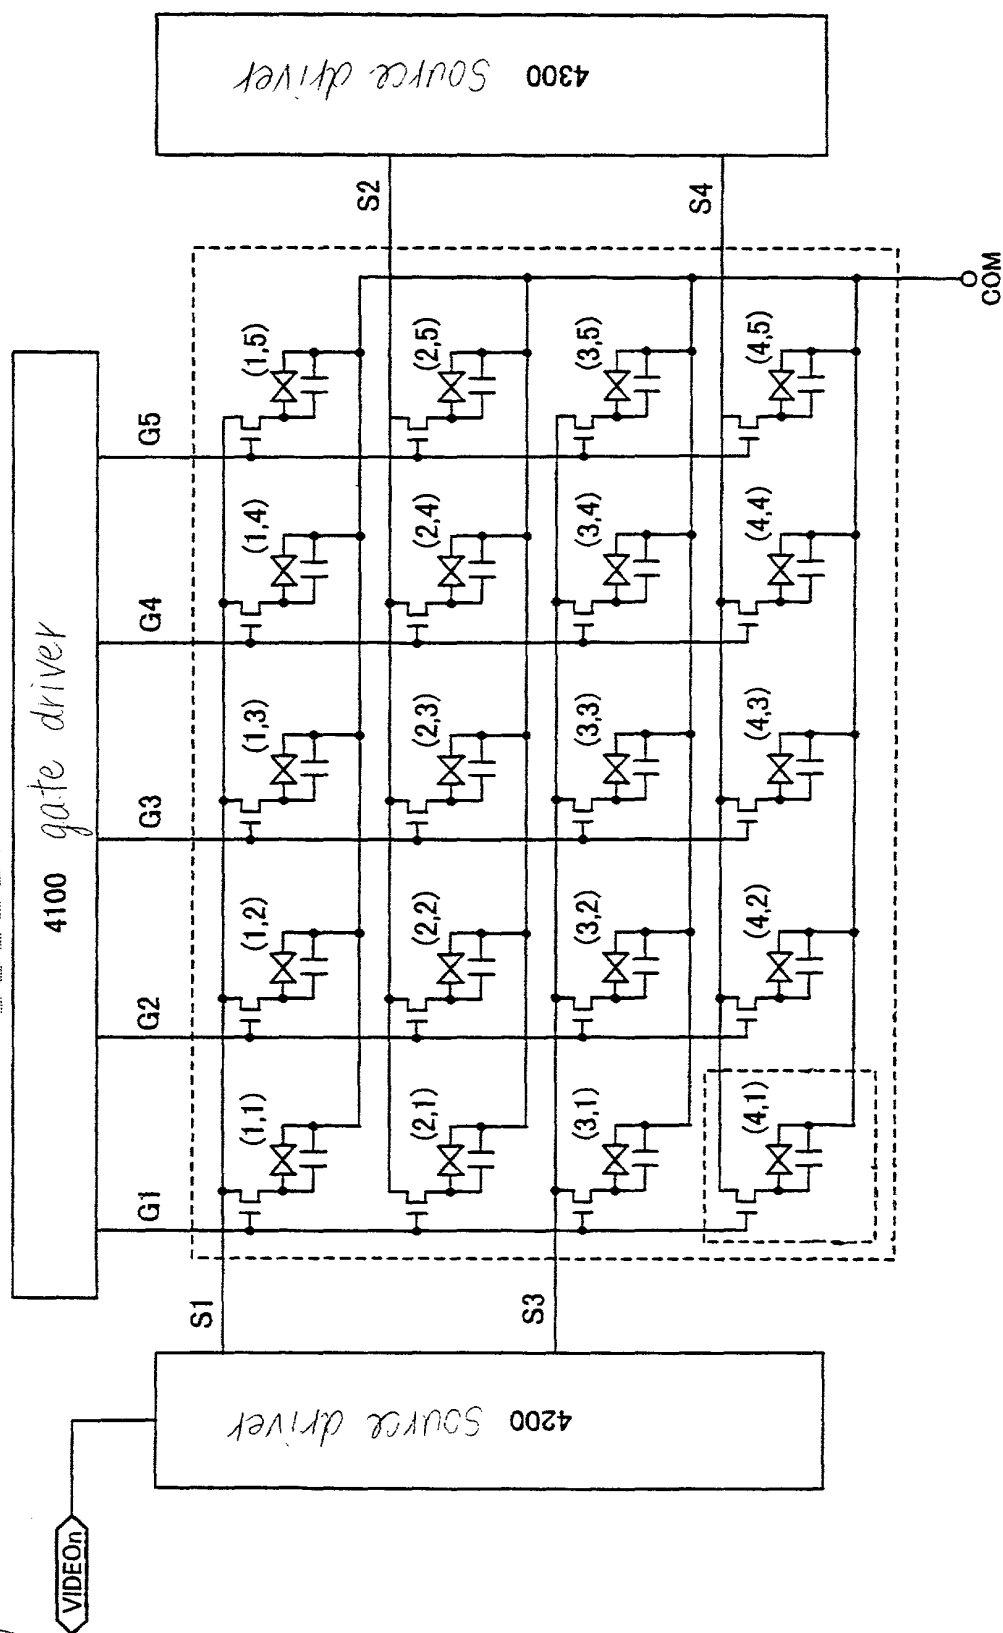 4100 gate driver
4200 Source driver
4300 Source driver
VIDEOn
G1
G2
G3
G4
G5
S1
S2
S3
S4
(1,1)
(1,2)
(1,3)
(1,4)
(1,5)
(2,1)
(2,2)
(2,3)
(2,4)
(2,5)
(3,1)
(3,2)
(3,3)
(3,4)
(3,5)
(4,1)
(4,2)
(4,3)
(4,4)
(4,5)
COM